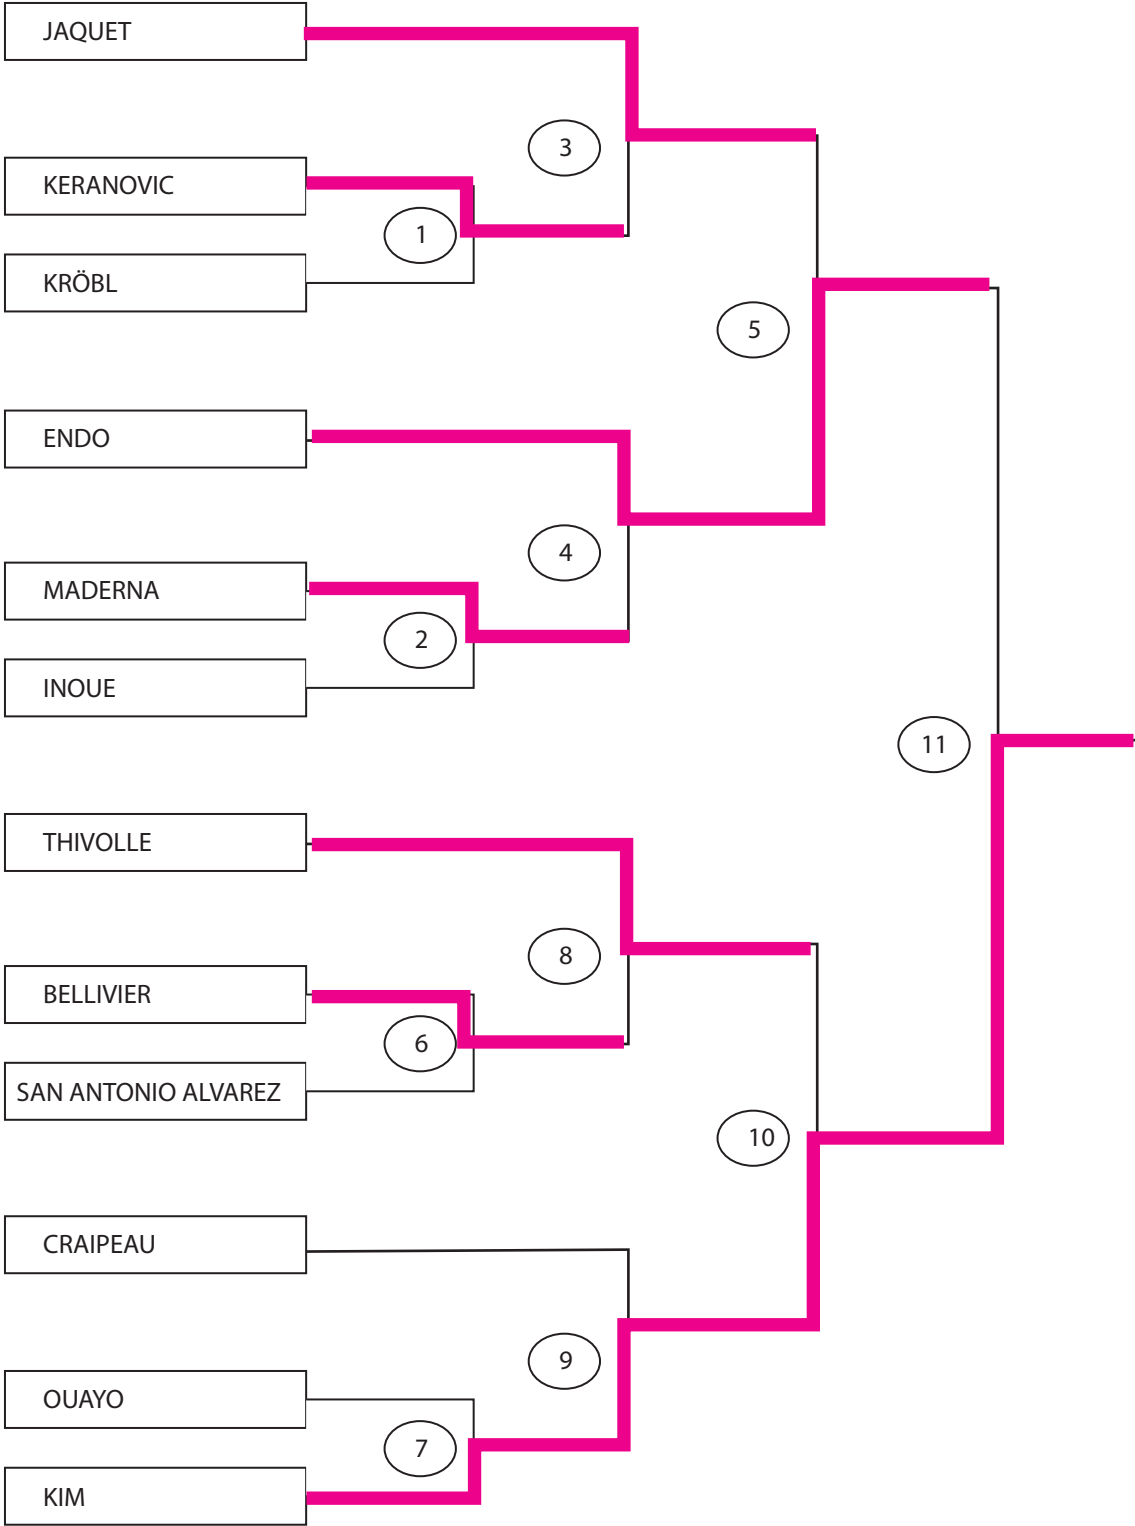 JAQUET
3
KERANOVIC
1
KRÖBL
5
ENDO
4
MADERNA
2
INOUE
11
THIVOLLE
8
BELLIVIER
6
SAN ANTONIO ALVAREZ
10
CRAIPEAU
9
OUAYO
7
KIM